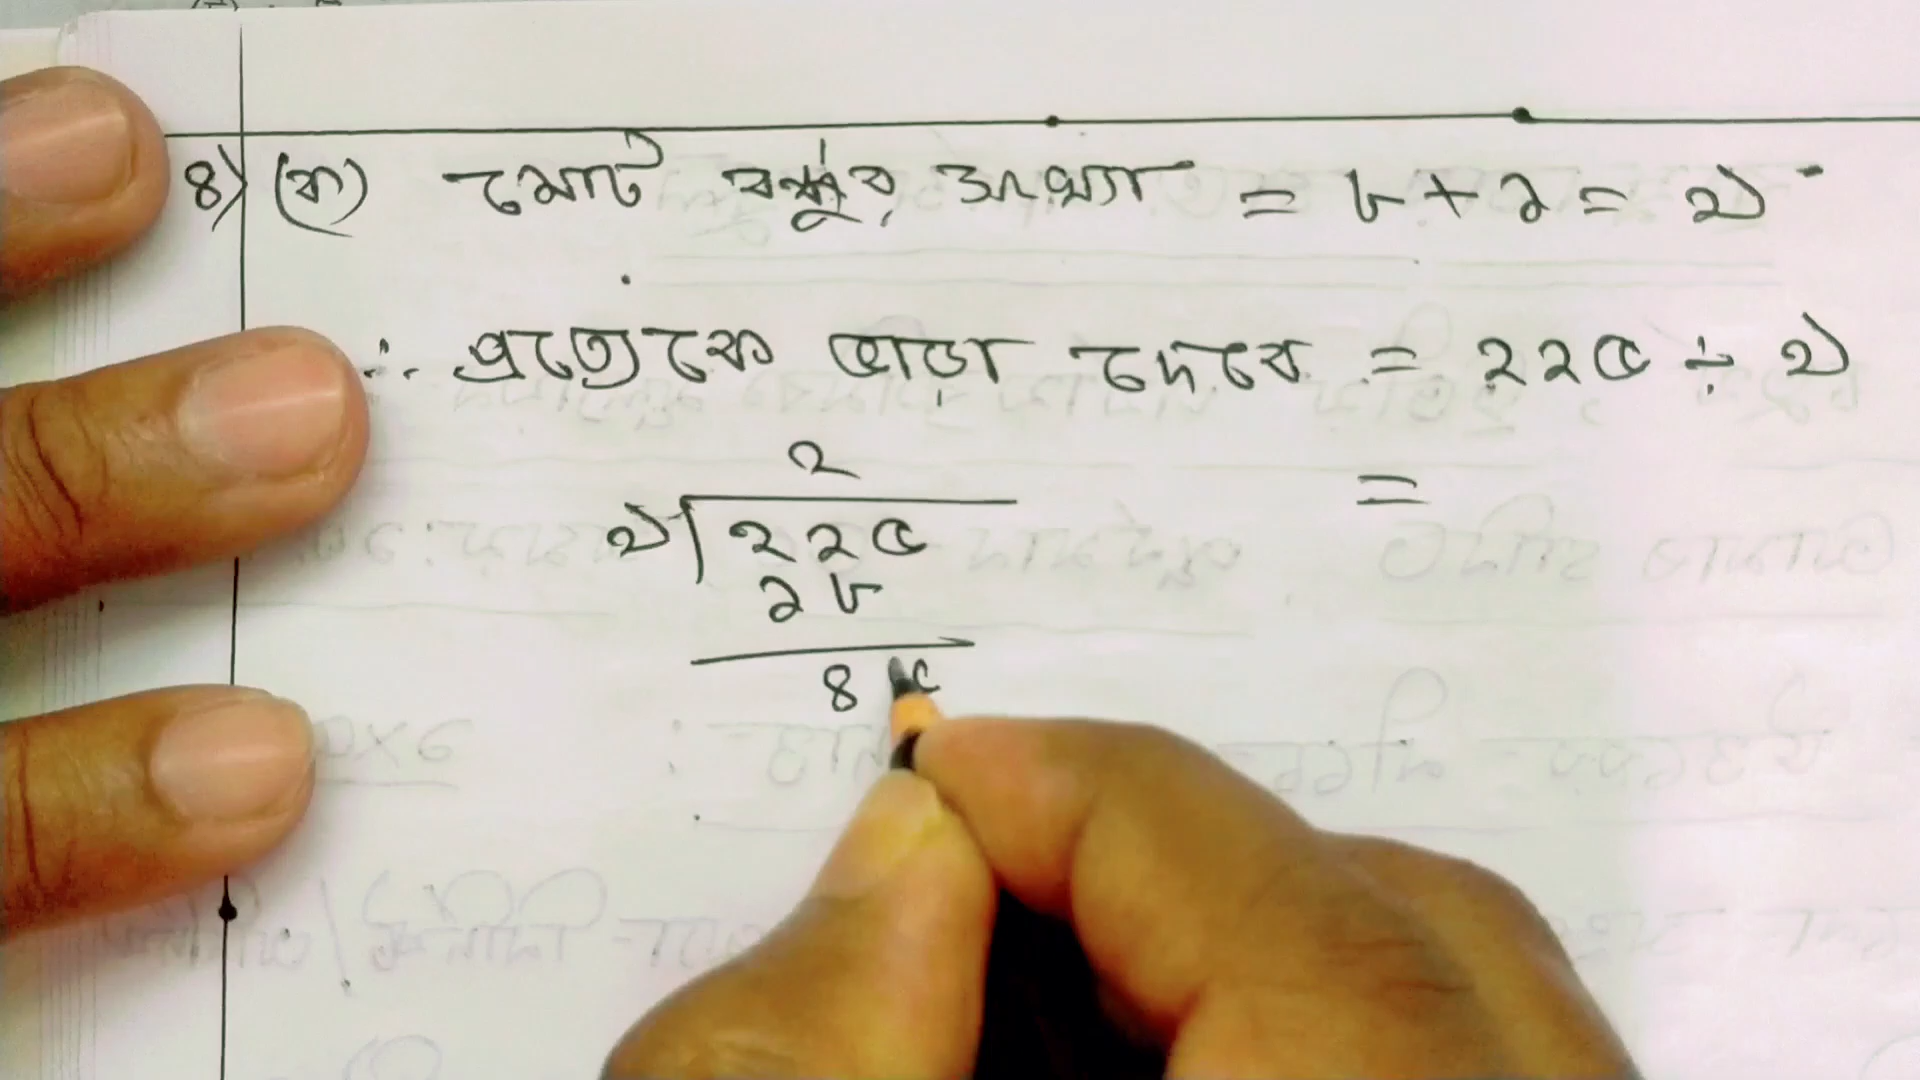 ৪) (ক) মোট বন্ধুর সংখ্যা = ৮ + ১ = ৯
∴ প্রত্যেকে ভাড়া দেবে = ২২৫ ÷ ৯
২ =
৯ ২২৫
১৮
৪৫